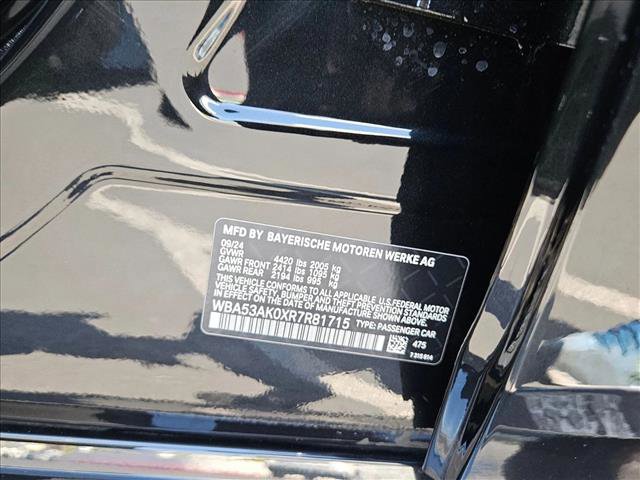 MFD BY BAYERISCHE MOTOREN WERKE AG
09/24
GVWR 4420 lbs 2005 kg
GAWR FRONT 2414 lbs 1095 kg
GAWR REAR 2194 lbs 995 kg
THIS VEHICLE CONFORMS TO ALL APPLICABLE U.S.FEDERAL MOTOR
VEHICLE SAFETY, BUMPER, AND THEFT PREVENTION STANDARDS
IN EFFECT ON THE DATE OF MANUFACTURE SHOWN ABOVE.
WBA53AK0XR7R81715 TYPE: PASSENGER CAR
475